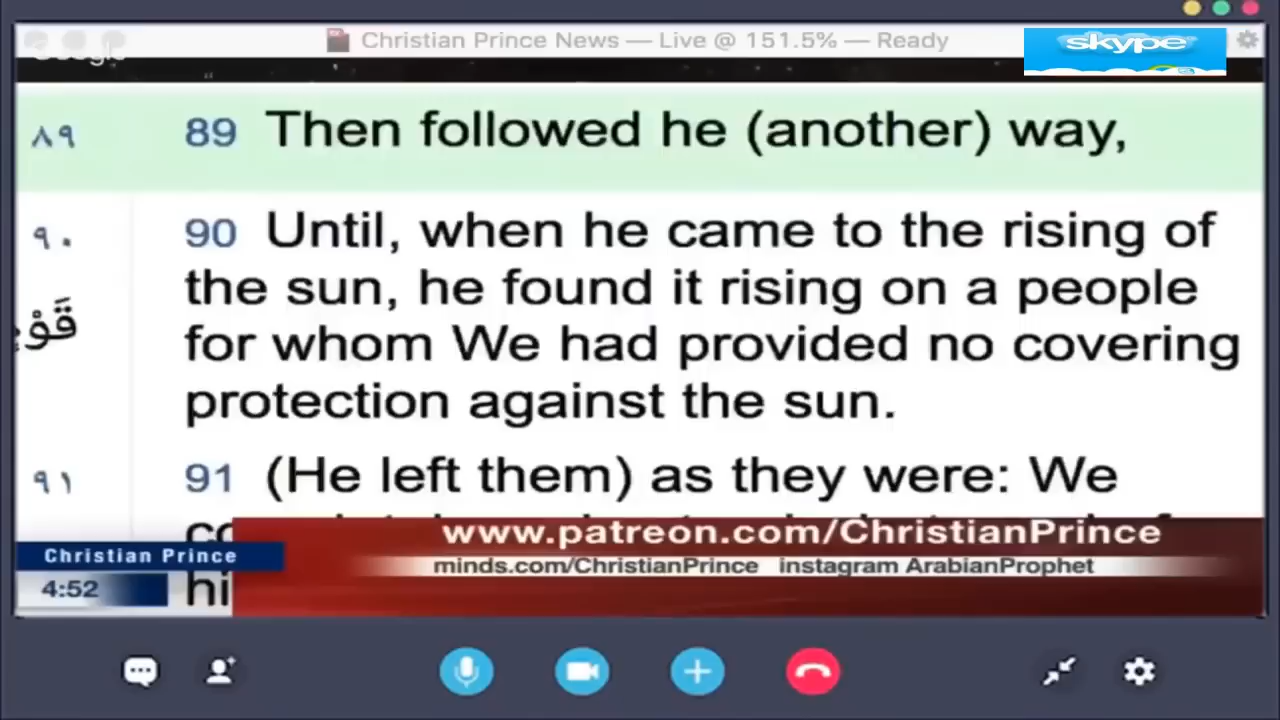 Christian Prince News — Live @ 151.5% — Ready
skype
Google
٨٩ 89 Then followed he (another) way,
٩٠ 90 Until, when he came to the rising of
the sun, he found it rising on a people
for whom We had provided no covering
protection against the sun.
٩١ 91 (He left them) as they were: We
www.patreon.com/ChristianPrince
Christian Prince
minds.com/ChristianPrince instagram ArabianProphet
4:52
hi